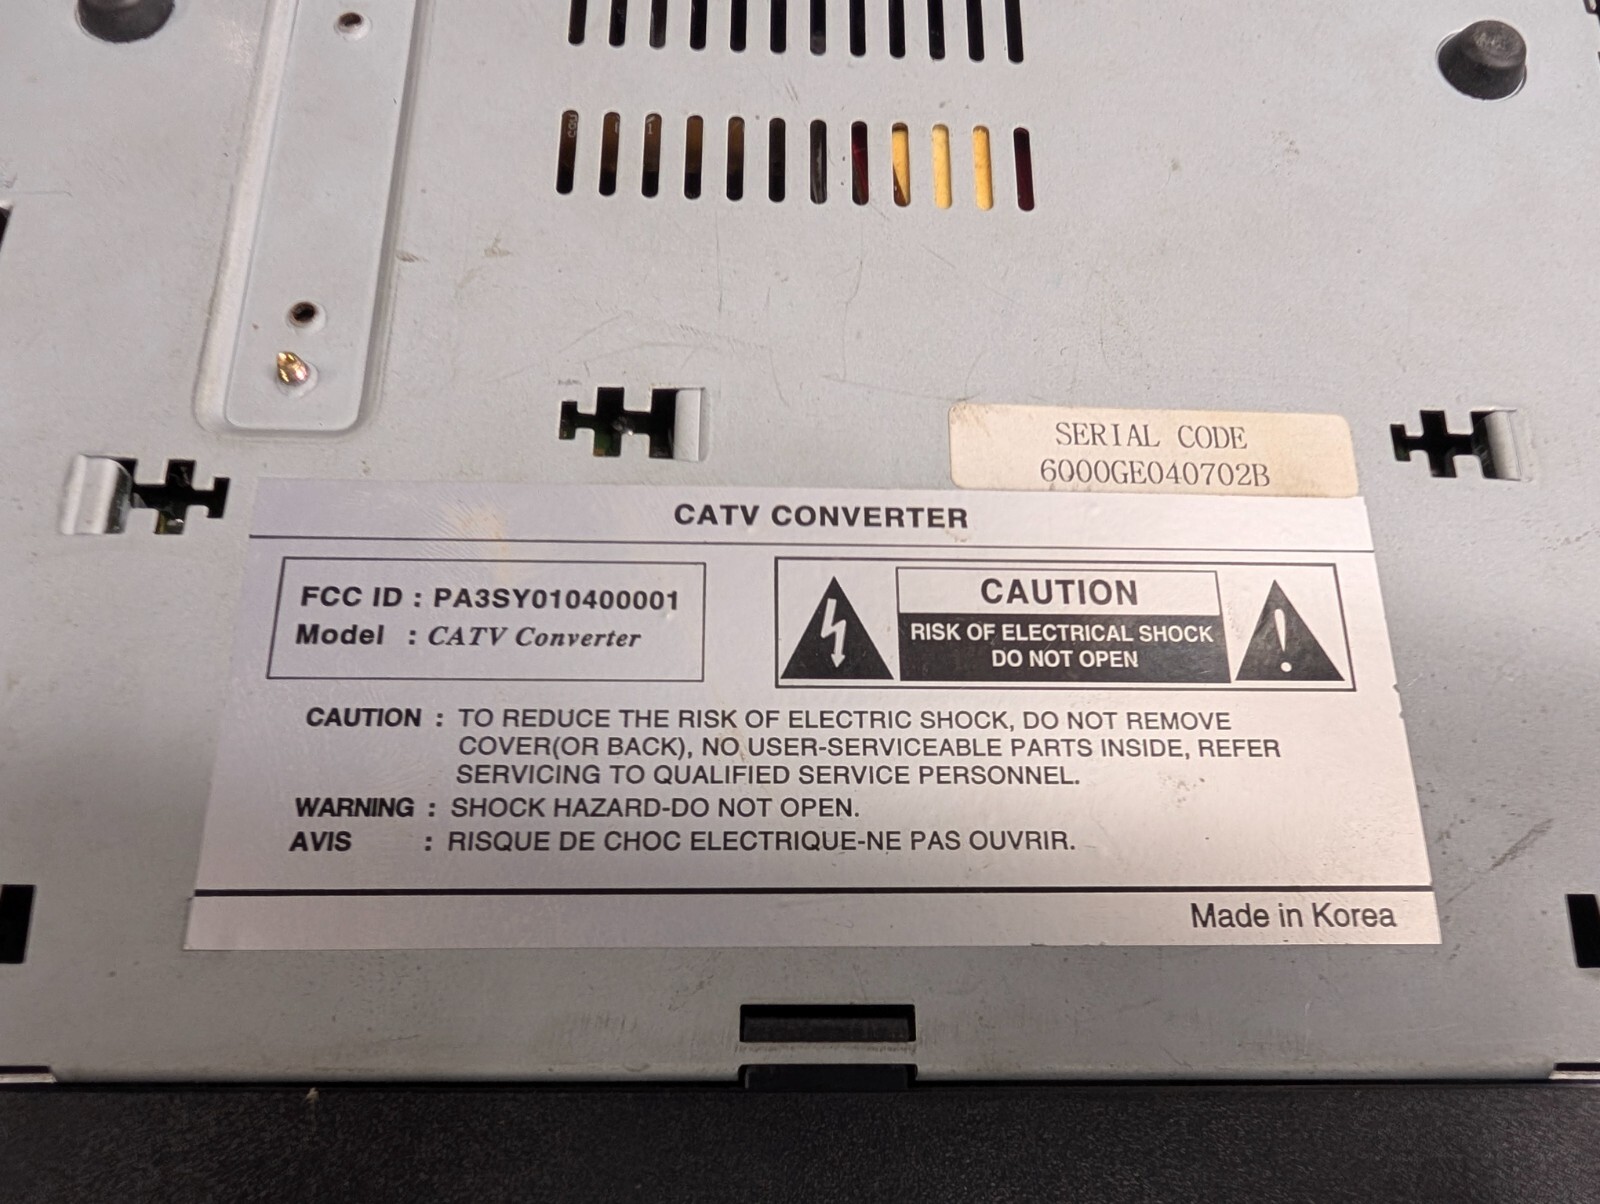 SERIAL CODE
6000GE040702B
CATV CONVERTER
FCC ID : PA3SY010400001
Model : CATV Converter
CAUTION
RISK OF ELECTRICAL SHOCK
DO NOT OPEN
CAUTION : TO REDUCE THE RISK OF ELECTRIC SHOCK, DO NOT REMOVE
COVER(OR BACK), NO USER-SERVICEABLE PARTS INSIDE, REFER
SERVICING TO QUALIFIED SERVICE PERSONNEL.
WARNING : SHOCK HAZARD-DO NOT OPEN.
AVIS : RISQUE DE CHOC ELECTRIQUE-NE PAS OUVRIR.
Made in Korea